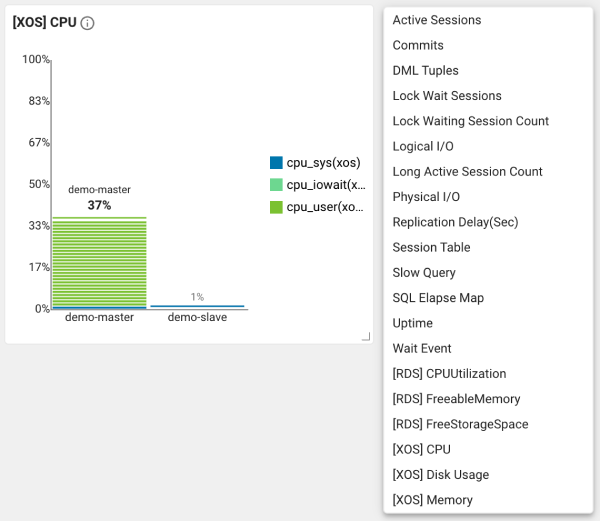 [XOS] CPU
100%
83%
67%
50%
33%
17%
0%
demo-master
37%
1%
demo-master
demo-slave
cpu_sys(xos)
cpu_iowait(x...
cpu_user(xo...
Active Sessions
Commits
DML Tuples
Lock Wait Sessions
Lock Waiting Session Count
Logical I/O
Long Active Session Count
Physical I/O
Replication Delay(Sec)
Session Table
Slow Query
SQL Elapse Map
Uptime
Wait Event
[RDS] CPUUtilization
[RDS] FreeableMemory
[RDS] FreeStorageSpace
[XOS] CPU
[XOS] Disk Usage
[XOS] Memory